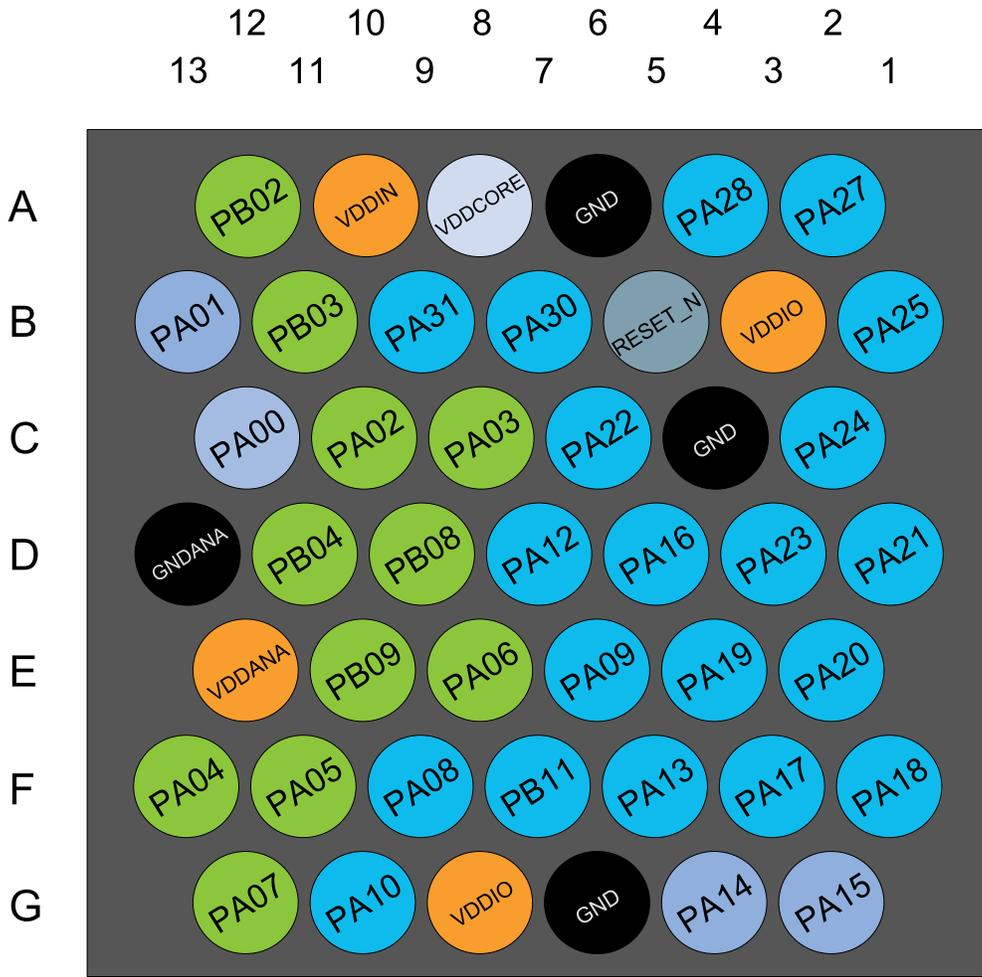 12 10 8 6 4 2
13 11 9 7 5 3 1
A PB02 VDDIN VDDCORE GND PA28 PA27
B PA01 PB03 PA31 PA30 RESET_N VDDIO PA25
C PA00 PA02 PA03 PA22 GND PA24
D GNDANA PB04 PB08 PA12 PA16 PA23 PA21
E VDDANA PB09 PA06 PA09 PA19 PA20
F PA04 PA05 PA08 PB11 PA13 PA17 PA18
G PA07 PA10 VDDIO GND PA14 PA15